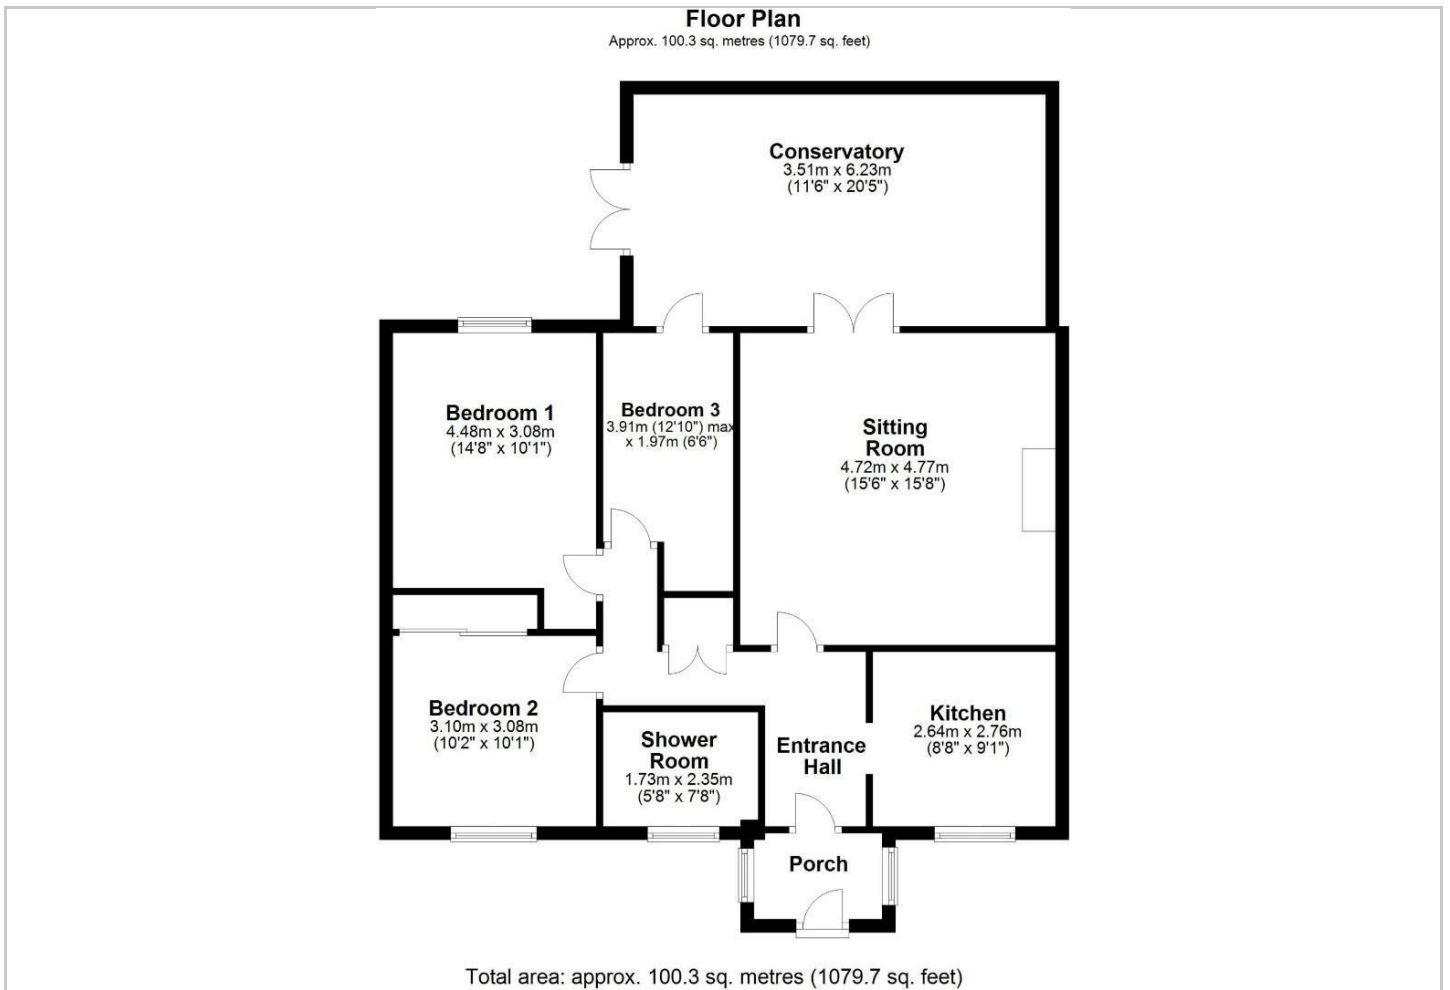 Floor Plan
Approx. 100.3 sq. metres (1079.7 sq. feet)
Conservatory
3.51m x 6.23m
(11'6" x 20'5")
Bedroom 1
4.48m x 3.08m
(14'8" x 10'1")
Bedroom 3
3.91m (12'10") max
x 1.97m (6'6")
Sitting
Room
4.72m x 4.77m
(15'6" x 15'8")
Bedroom 2
3.10m x 3.08m
(10'2" x 10'1")
Shower
Room
1.73m x 2.35m
(5'8" x 7'8")
Entrance
Hall
Kitchen
2.64m x 2.76m
(8'8" x 9'1")
Porch
Total area: approx. 100.3 sq. metres (1079.7 sq. feet)